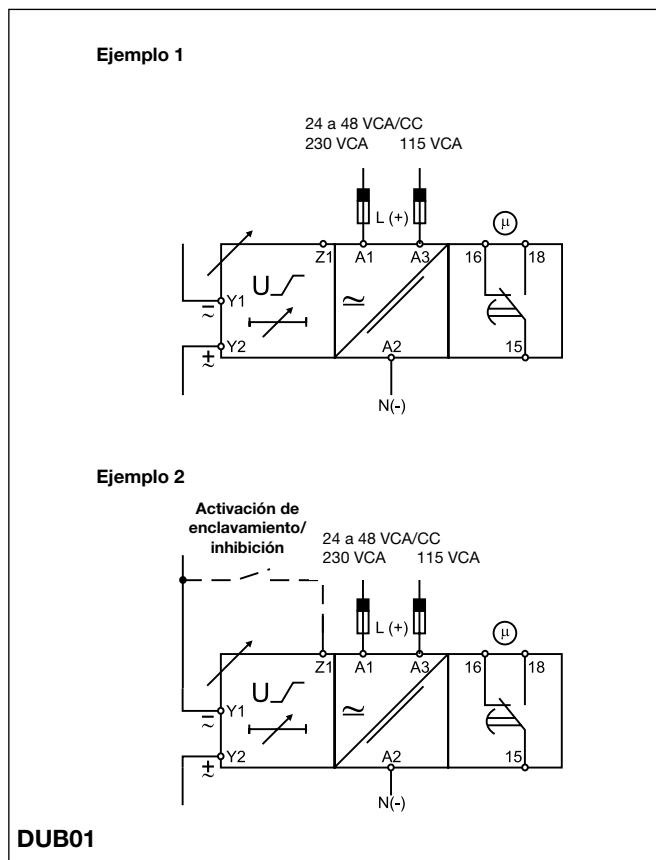 Ejemplo 1
24 a 48 VCA/CC
230 VCA 115 VCA
L (+)
µ
Z1 A1 A3 16 18
U
Y1
Y2
A2
15
N(-)
Ejemplo 2
Activación de
enclavamiento/
inhibición
24 a 48 VCA/CC
230 VCA 115 VCA
L (+)
µ
Z1 A1 A3 16 18
U
Y1
Y2
A2
15
N(-)
DUB01